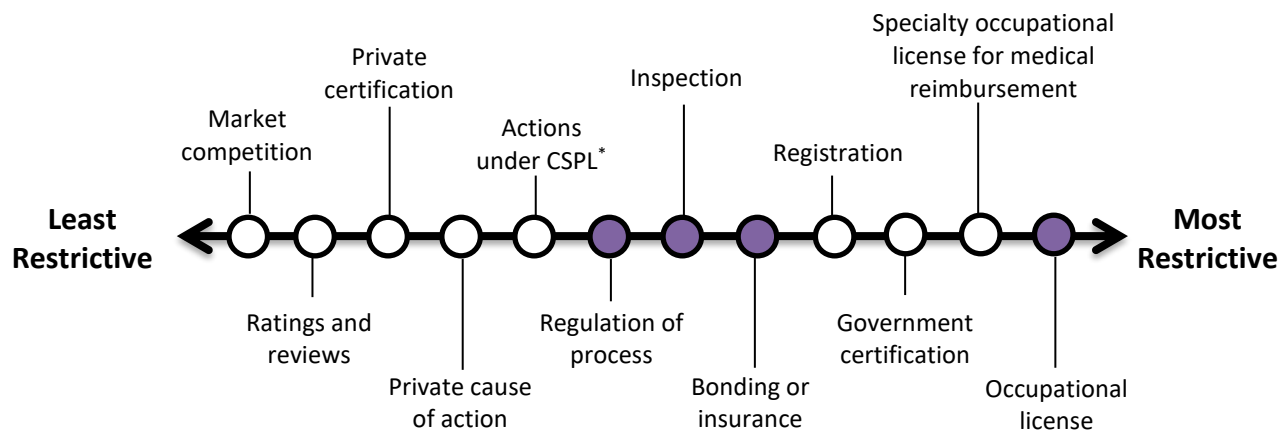 Least
Restrictive
Market
competition
Ratings and
reviews
Private
certification
Private cause
of action
Actions
under CSPL*
Regulation of
process
Inspection
Bonding or
insurance
Registration
Government
certification
Specialty occupational
license for medical
reimbursement
Occupational
license
Most
Restrictive